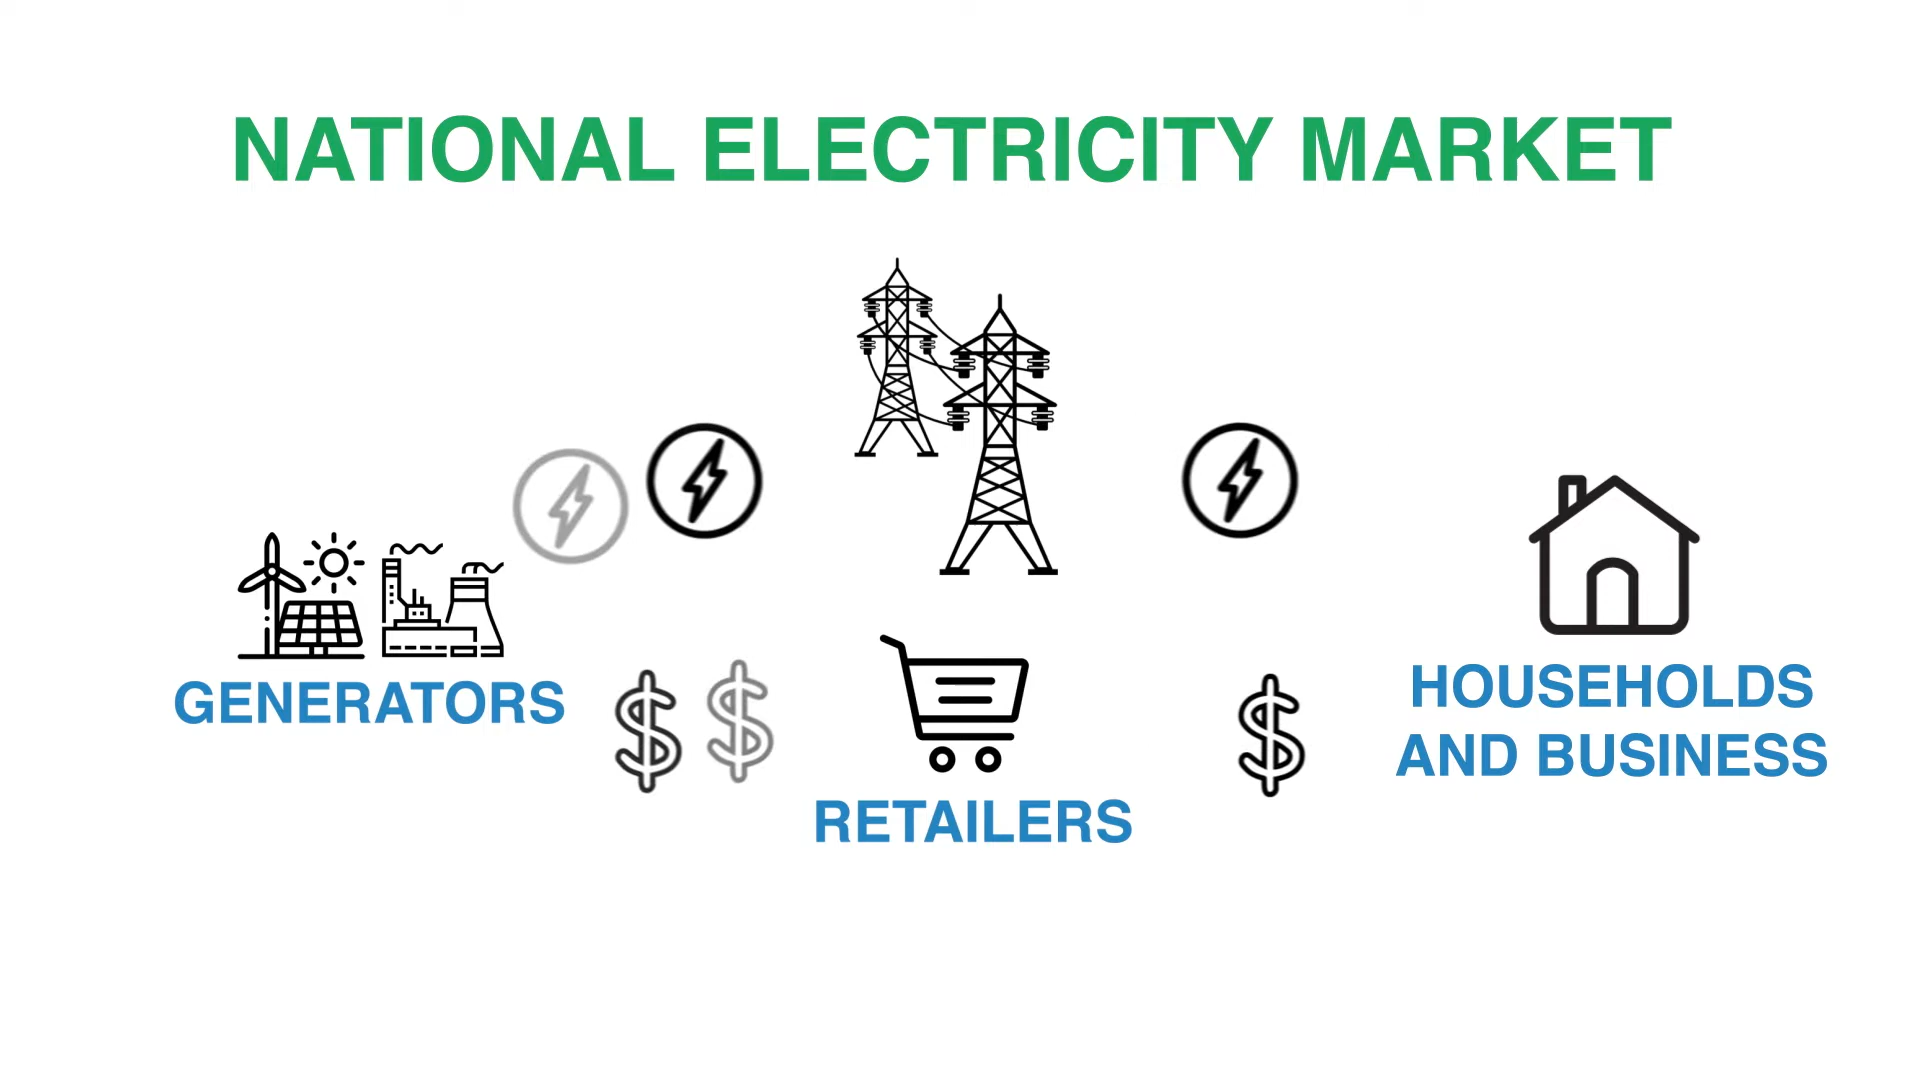 NATIONAL ELECTRICITY MARKET
GENERATORS
RETAILERS
HOUSEHOLDS
AND BUSINESS